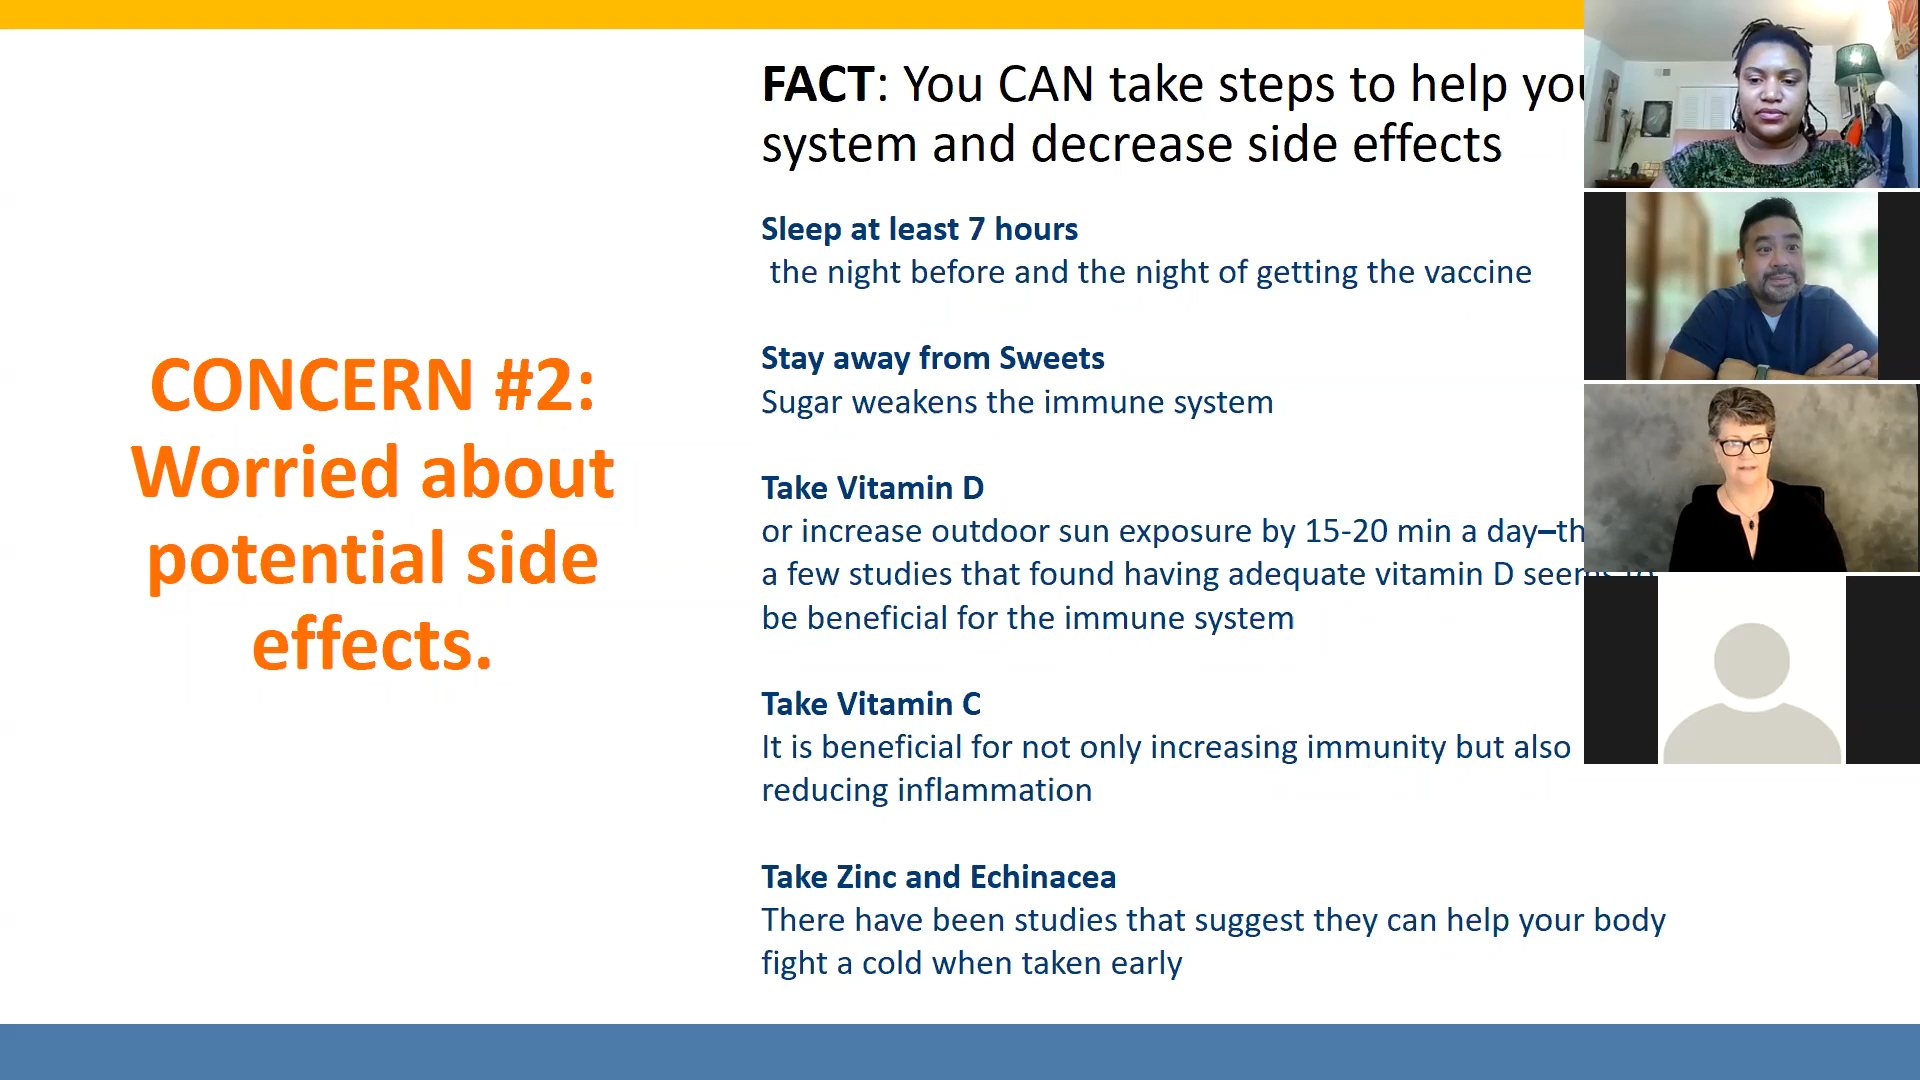 CONCERN #2:
Worried about
potential side
effects.
FACT: You CAN take steps to help
system and decrease side effects
Sleep at least 7 hours
the night before and the night of getting the vaccine
Stay away from Sweets
Sugar weakens the immune system
Take Vitamin D
or increase outdoor sun exposure by 15-20 min a day–
a few studies that found having adequate vitamin D seems to
be beneficial for the immune system
Take Vitamin C
It is beneficial for not only increasing immunity but also
reducing inflammation
Take Zinc and Echinacea
There have been studies that suggest they can help your body
fight a cold when taken early